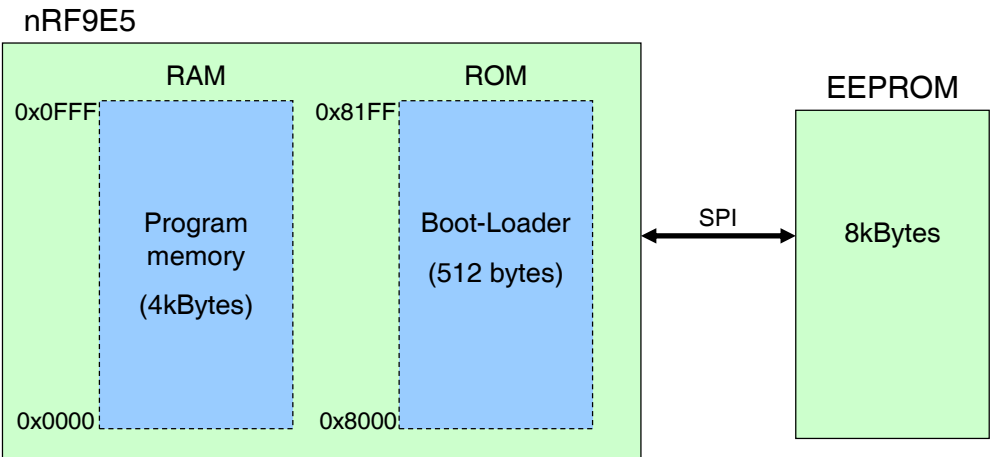 nRF9E5
RAM
ROM
EEPROM
0x0FFF
0x81FF
Program
memory
(4kBytes)
Boot-Loader
(512 bytes)
SPI
8kBytes
0x0000
0x8000